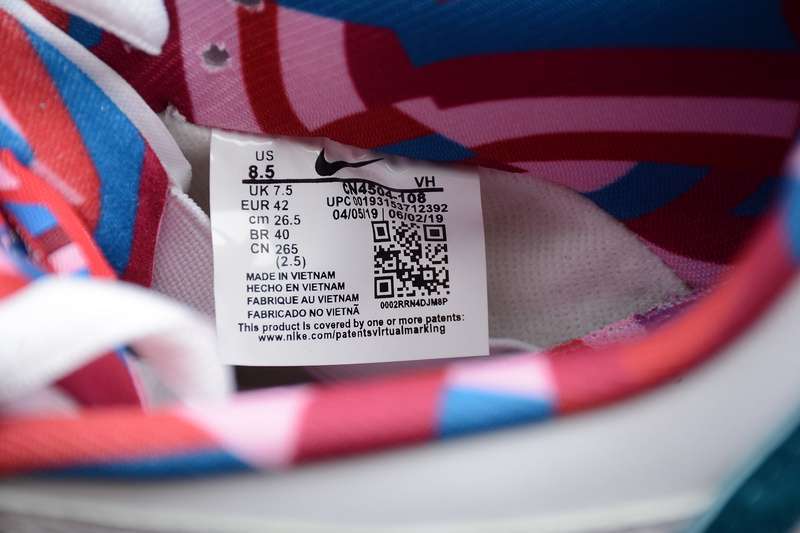 US
8.5 VH
UK 7.5 CN4504-108
EUR 42 UPC 00193153712392
cm 26.5 04/05/19 | 06/02/19
BR 40
CN 265
(2.5)
MADE IN VIETNAM
HECHO EN VIETNAM
FABRIQUE AU VIETNAM
FABRICADO NO VIETNÃ
0002RRN4DJM8P
This product is covered by one or more patents:
www.nike.com/patentsvirtualmarking